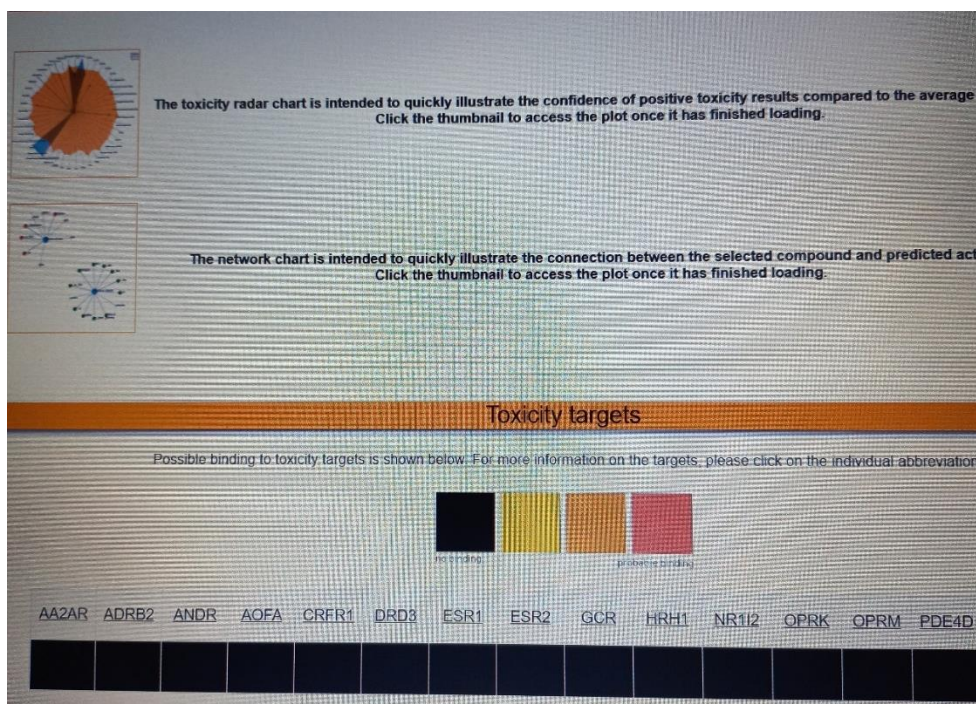 The toxicity radar chart is intended to quickly illustrate the confidence of positive toxicity results compared to the average
Click the thumbnail to access the plot once it has finished loading.
The network chart is intended to quickly illustrate the connection between the selected compound and predicted act
Click the thumbnail to access the plot once it has finished loading.
Toxicity targets
Possible binding to toxicity targets is shown below. For more information on the targets, please click on the individual abbreviation
no binding
probable binding
AA2AR ADRB2 ANDR AOFA CRFR1 DRD3 ESR1 ESR2 GCR HRH1 NR1I2 OPRK OPRM PDE4D